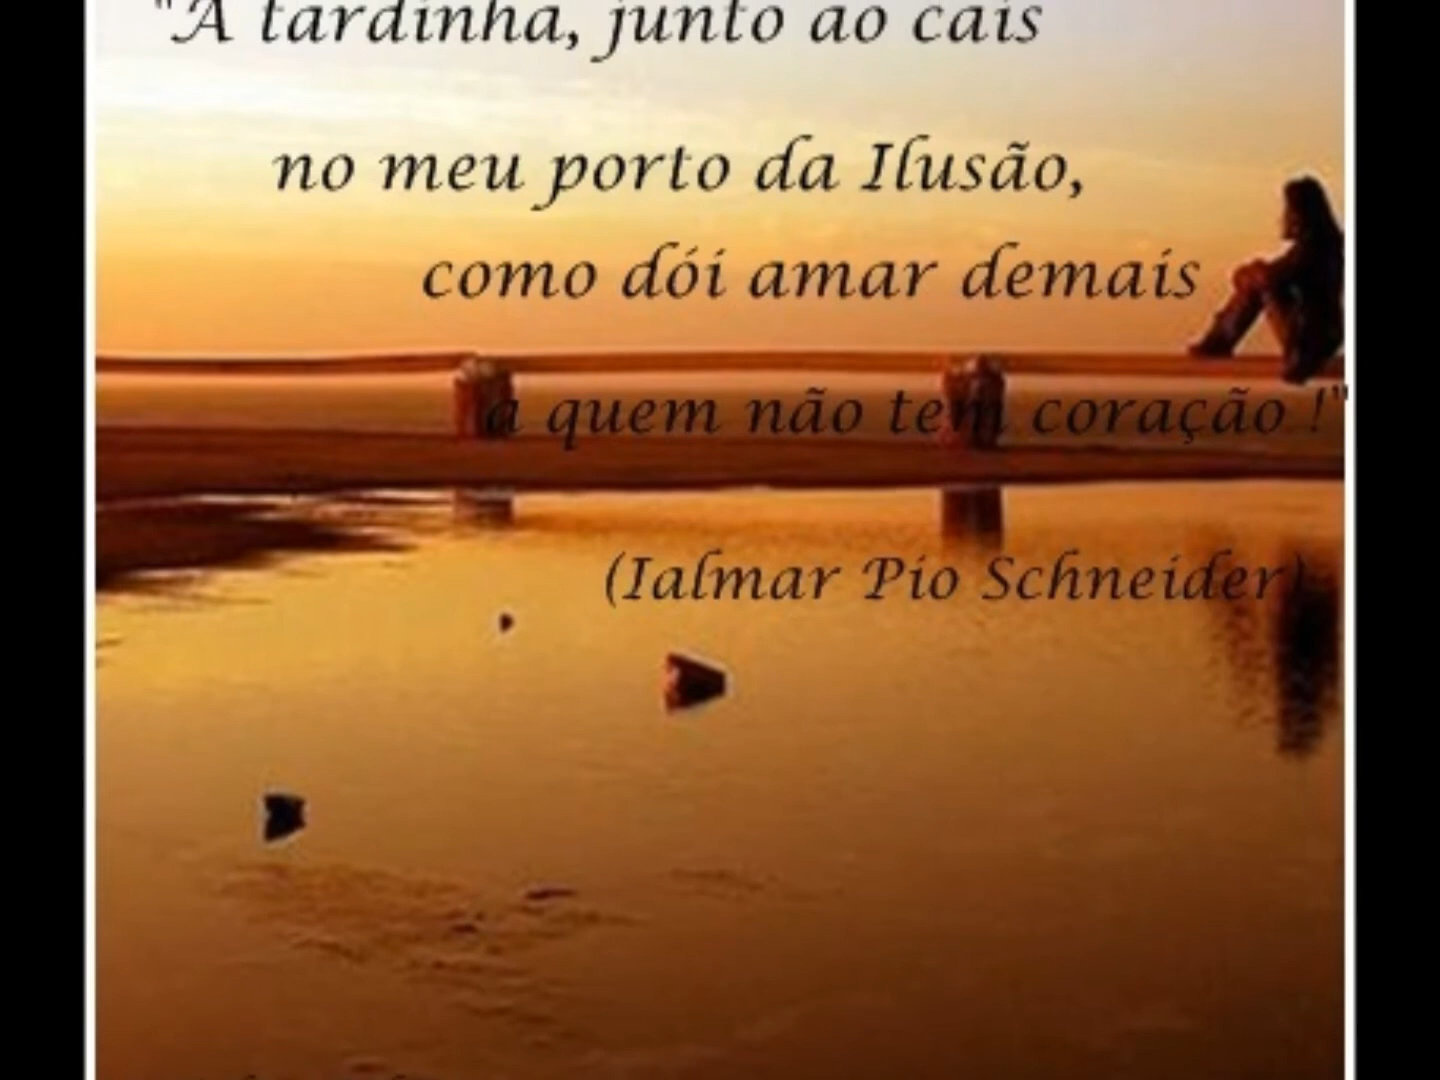 "A tardinha, junto ao cais
no meu porto da Ilusão,
como dói amar demais
a quem não tem coração !"
(Ialmar Pio Schneider)